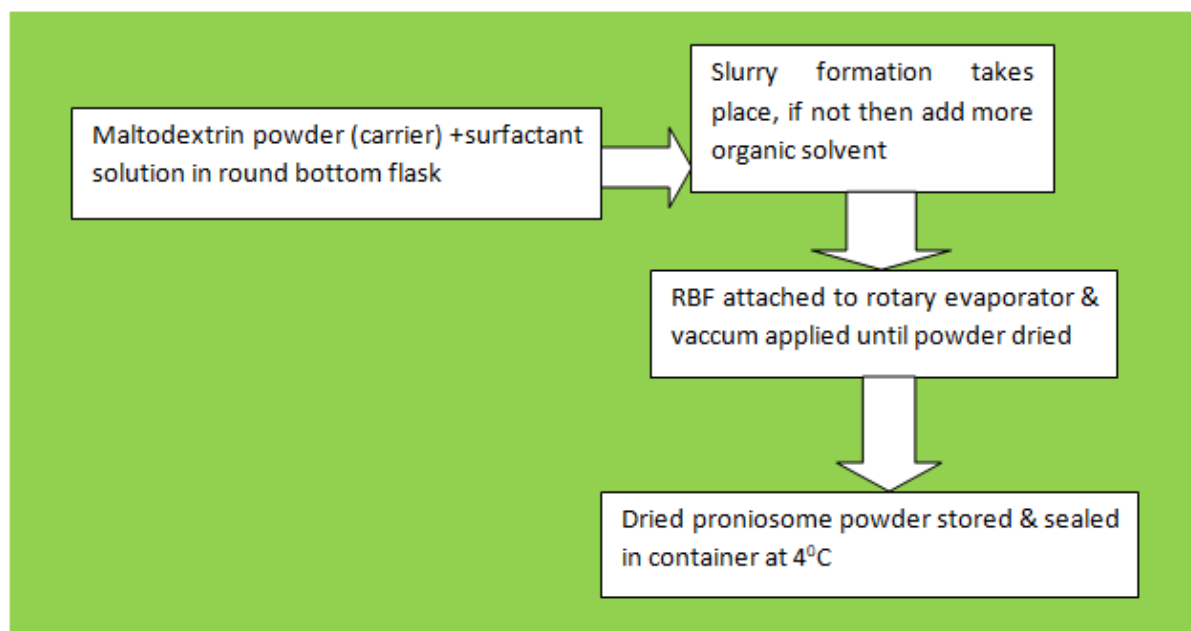 Maltodextrin powder (carrier) +surfactant
solution in round bottom flask
Slurry formation takes
place, if not then add more
organic solvent
RBF attached to rotary evaporator &
vaccum applied until powder dried
Dried proniosome powder stored & sealed
in container at 4⁰C